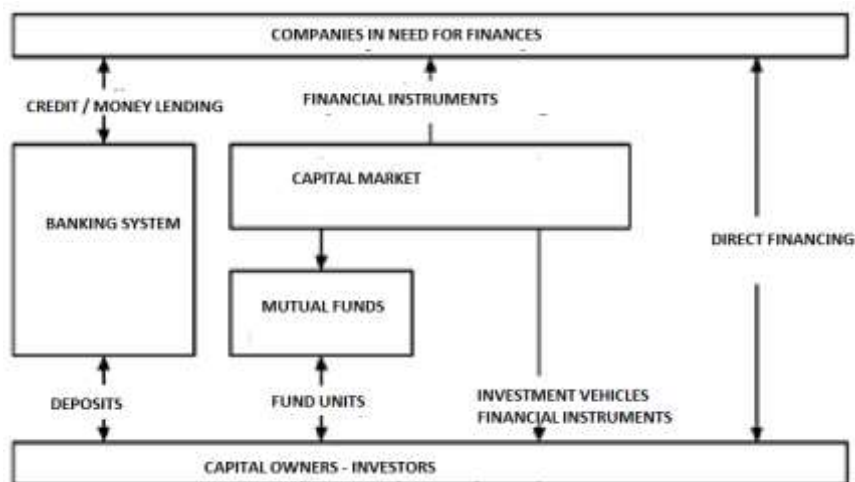 COMPANIES IN NEED FOR FINANCES
CREDIT / MONEY LENDING
FINANCIAL INSTRUMENTS
CAPITAL MARKET
BANKING SYSTEM
DIRECT FINANCING
MUTUAL FUNDS
DEPOSITS
FUND UNITS
INVESTMENT VEHICLES
FINANCIAL INSTRUMENTS
CAPITAL OWNERS - INVESTORS